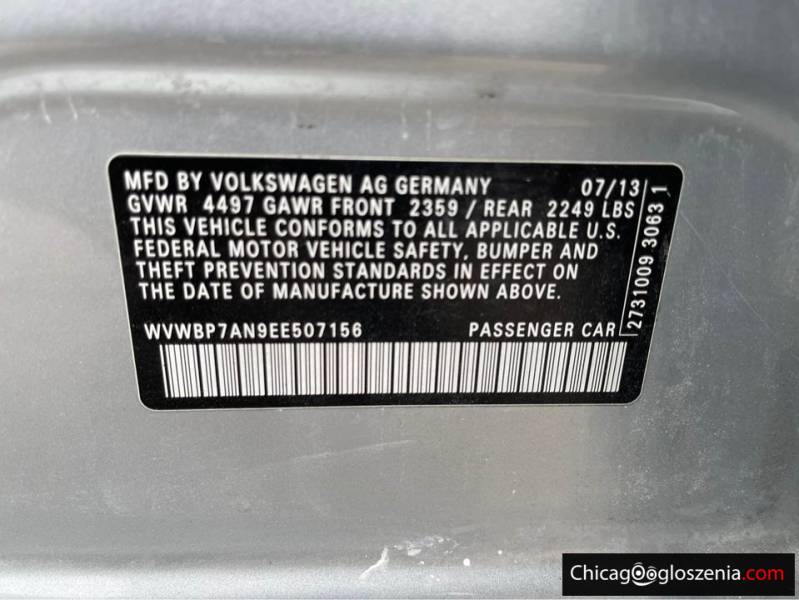 MFD BY VOLKSWAGEN AG GERMANY 07/13
GVWR 4497 GAWR FRONT 2359 / REAR 2249 LBS
THIS VEHICLE CONFORMS TO ALL APPLICABLE U.S.
FEDERAL MOTOR VEHICLE SAFETY, BUMPER AND
THEFT PREVENTION STANDARDS IN EFFECT ON
THE DATE OF MANUFACTURE SHOWN ABOVE.
2731009 3063 1
WVWBP7AN9EE507156 PASSENGER CAR
ChicagOogloszenia.com